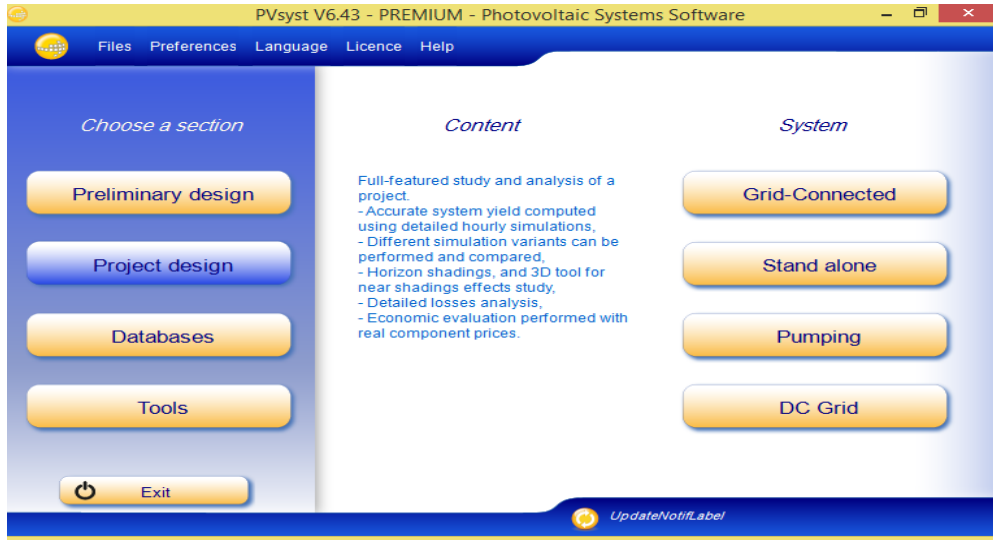 PVsyst V6.43 - PREMIUM - Photovoltaic Systems Software
Files Preferences Language Licence Help
Choose a section
Preliminary design
Project design
Databases
Tools
Exit
Content
Full-featured study and analysis of a
project.
-Accurate system yield computed
using detailed hourly simulations,
- Different simulation variants can be
performed and compared,
- Horizon shadings, and 3D tool for
near shadings effects study,
- Detailed losses analysis,
- Economic evaluation performed with
real component prices.
System
Grid-Connected
Stand alone
Pumping
DC Grid
UpdateNotifLabel